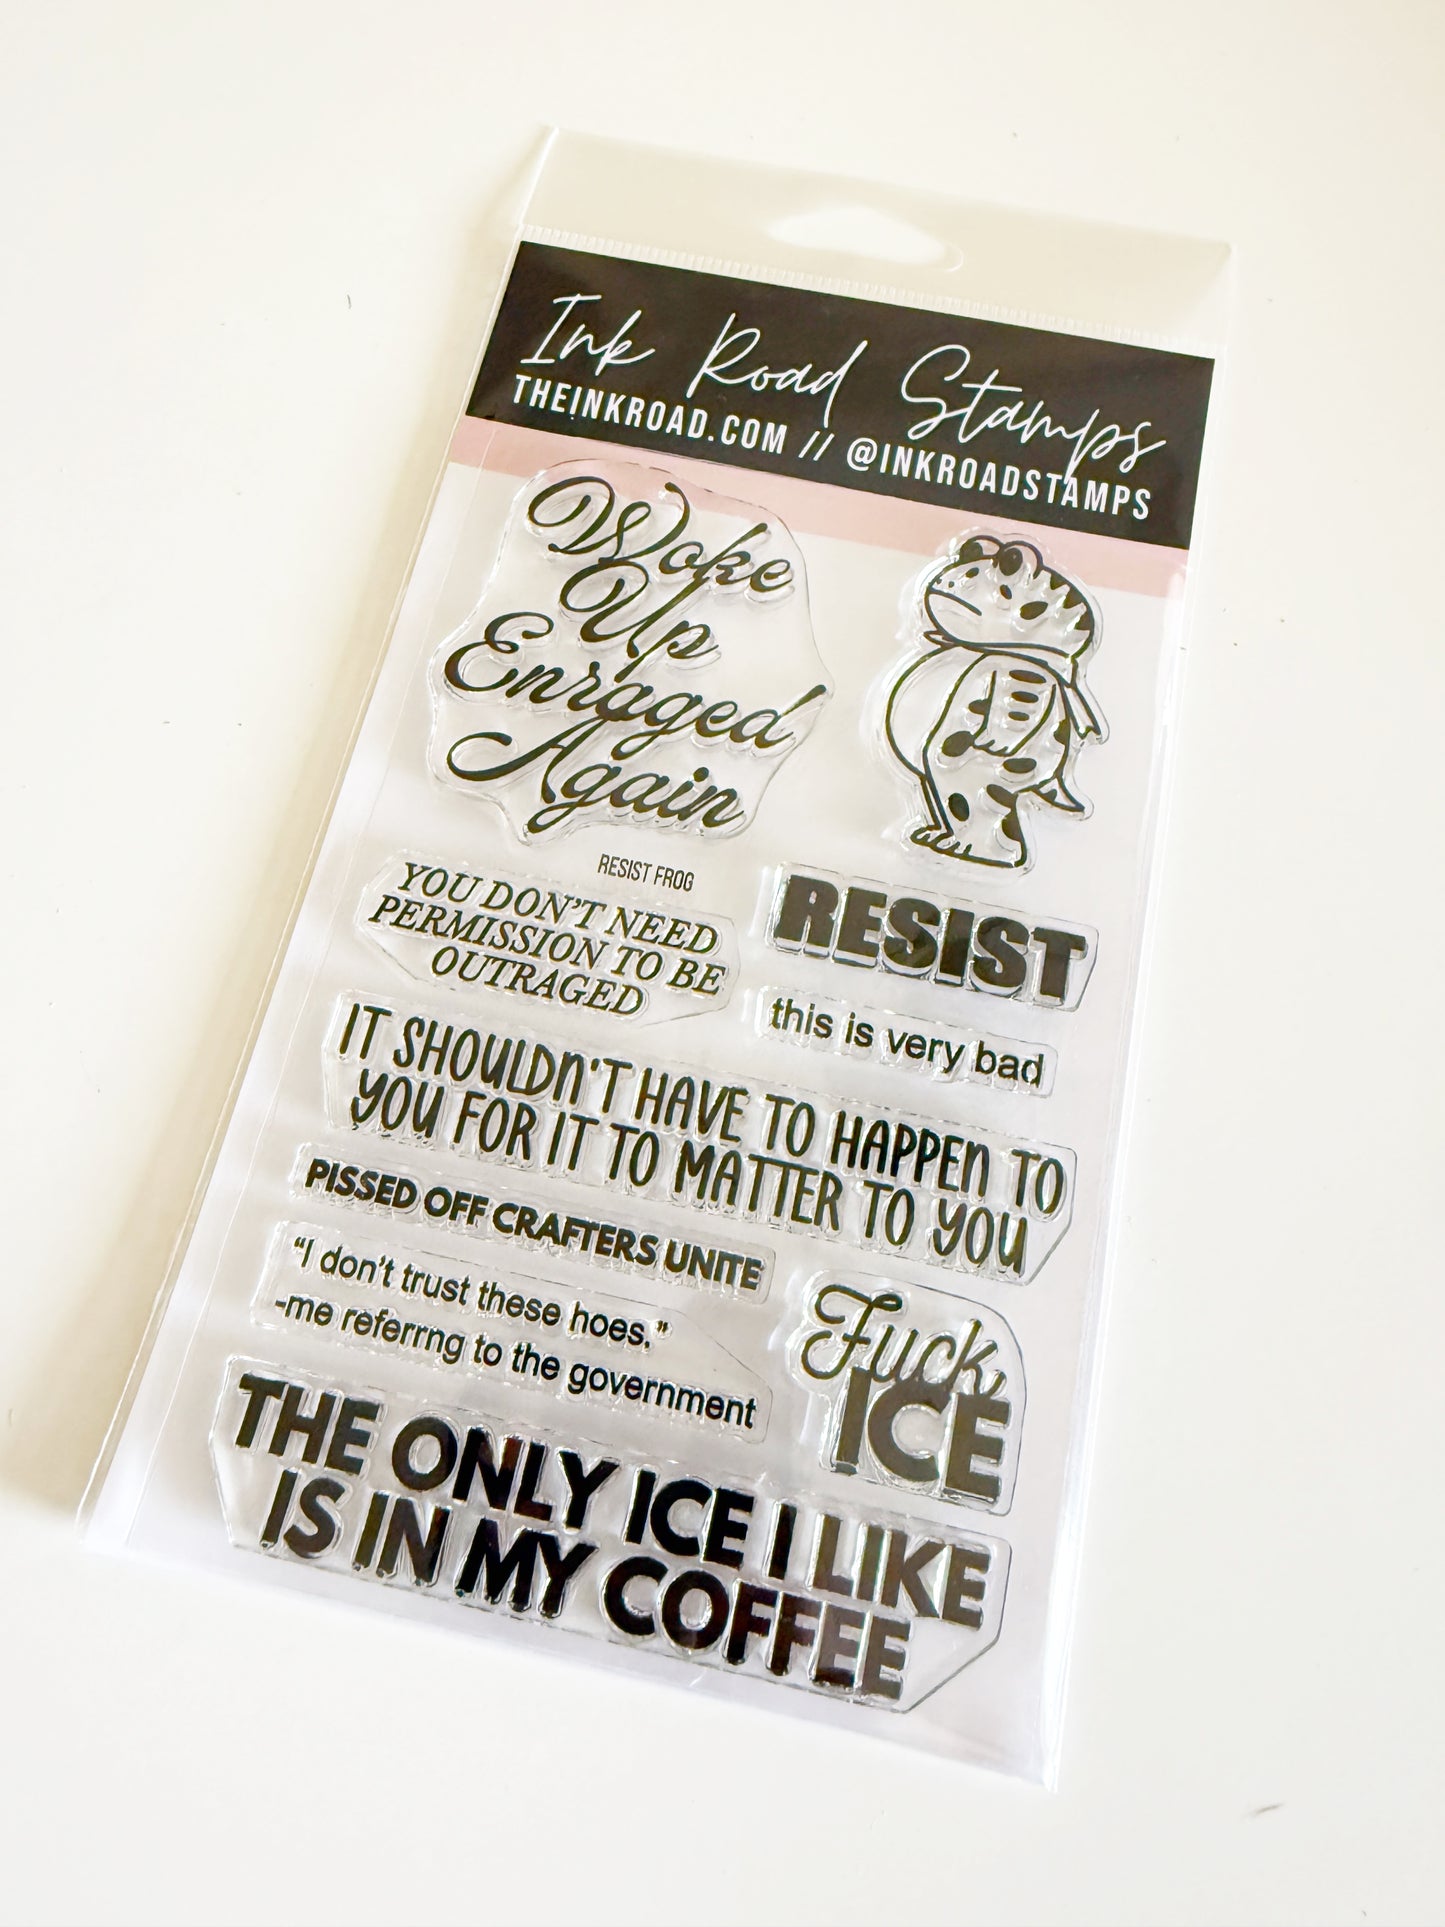 Ink Road Stamps
THEINKROAD.COM // @INKROADSTAMPS
Woke
Up
Enraged
Again
RESIST FROG
YOU DON'T NEED
PERMISSION TO BE
OUTRAGED
RESIST
this is very bad
IT SHOULDn'T HAVE TO HAPPEn TO
YOU FOR IT TO MATTER TO YOU
PISSED OFF CRAFTERS UNITE
“I don’t trust these hoes.”
-me referrng to the government
Fuck
ICE
THE ONLY ICE I LIKE
IS IN MY COFFEE